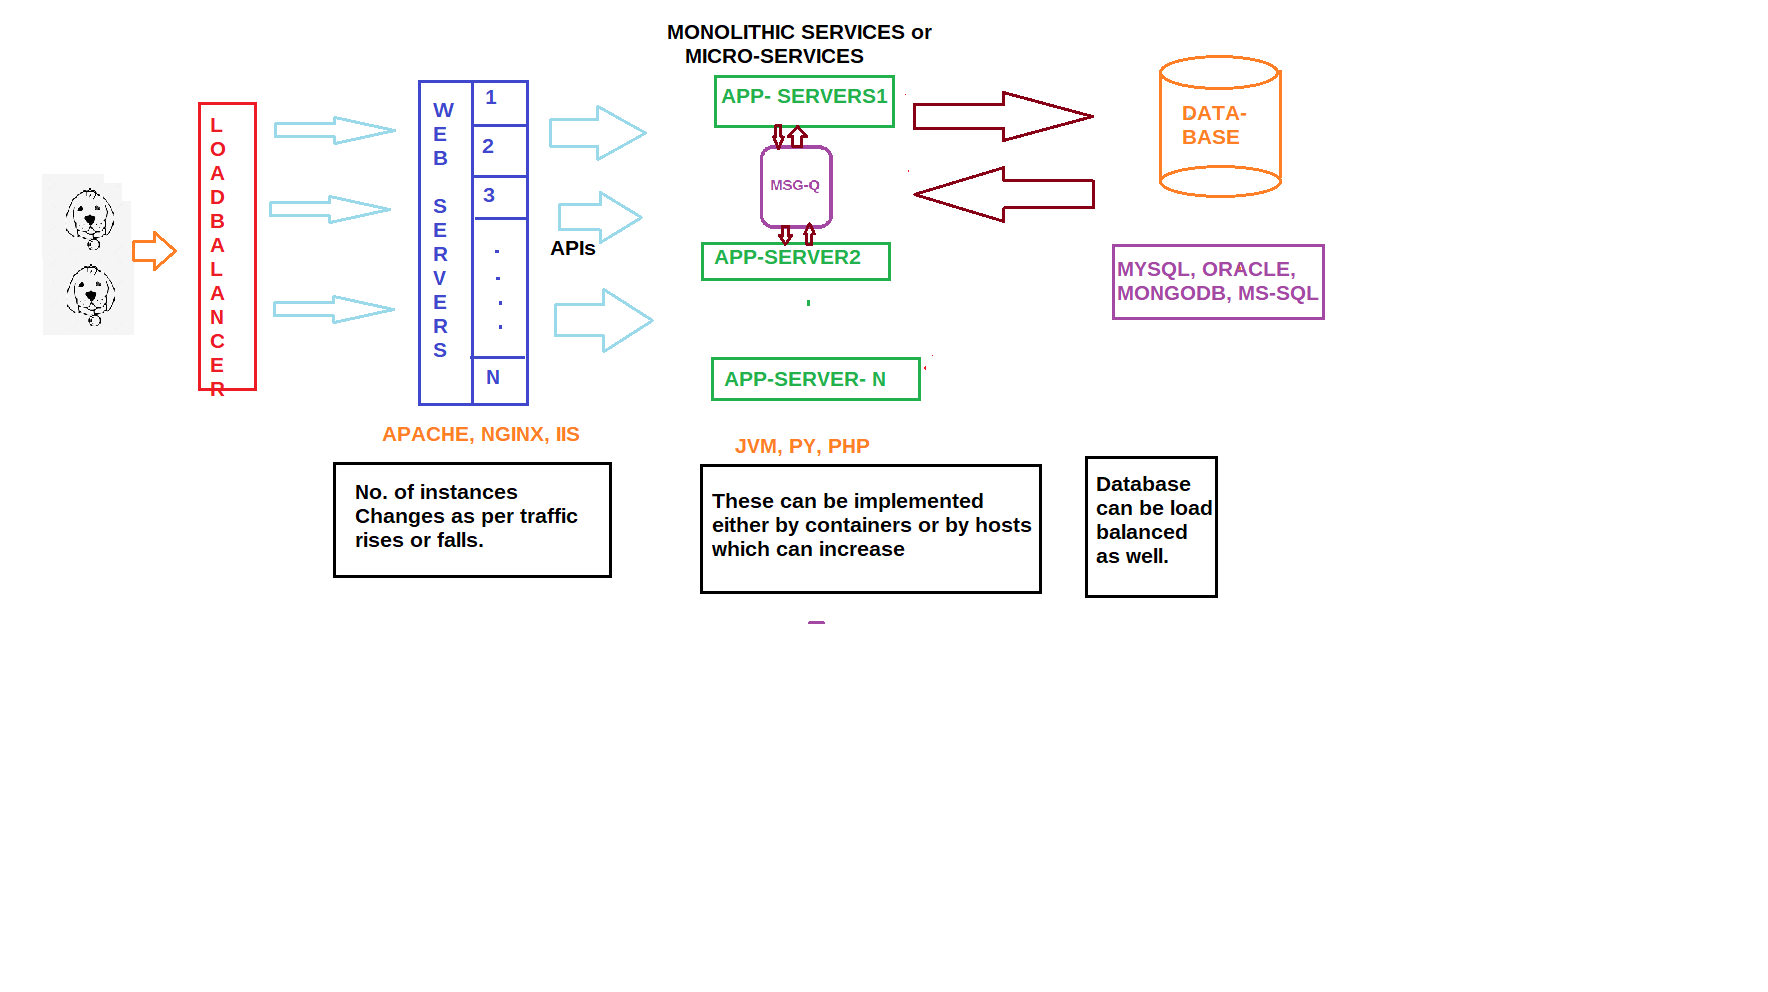 MONOLITHIC SERVICES or
MICRO-SERVICES
L
O
A
D
B
A
L
A
N
C
E
R
W
E
B
S
E
R
V
E
R
S
1
2
3
N
APIs
APP- SERVERS1
MSG-Q
APP-SERVER2
APP-SERVER- N
DATA-
BASE
MYSQL, ORACLE,
MONGODB, MS-SQL
APACHE, NGINX, IIS
JVM, PY, PHP
No. of instances
Changes as per traffic
rises or falls.
These can be implemented
either by containers or by hosts
which can increase
Database
can be load
balanced
as well.